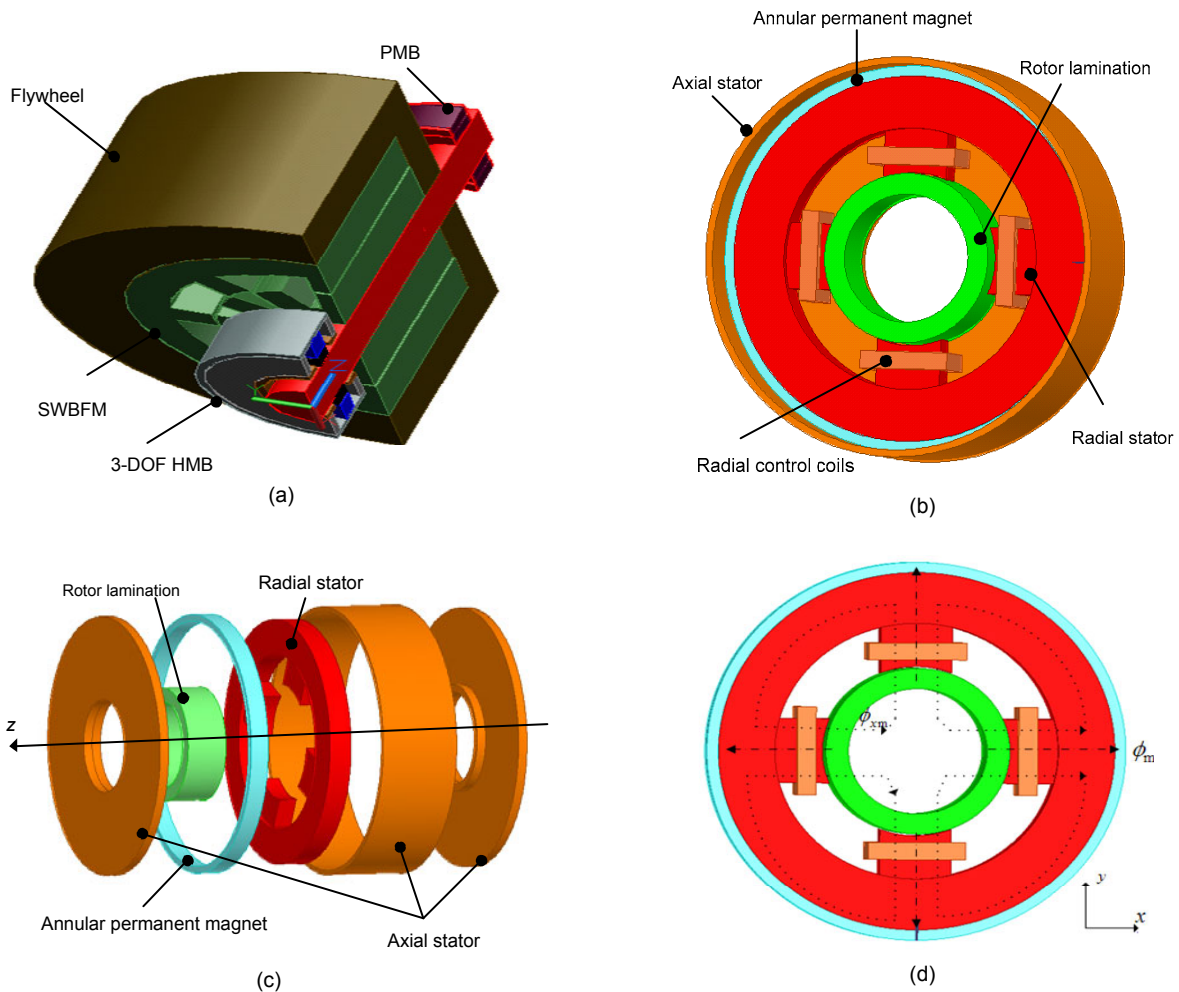 PMB
Flywheel
SWBFM
3-DOF HMB
(a)
Annular permanent magnet
Rotor lamination
Axial stator
Radial stator
Radial control coils
(b)
Radial stator
Rotor lamination
z
Annular permanent magnet
Axial stator
(c)
ϕxm
ϕm
y
x
(d)